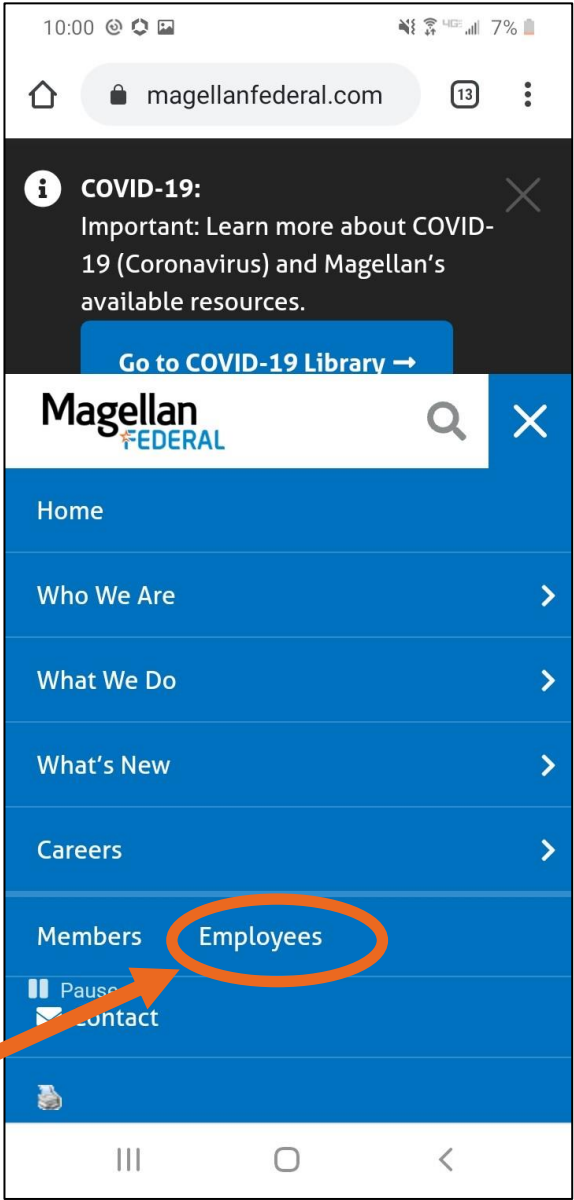 10:00 4GE 7%
magellanfederal.com 13
i COVID-19:
Important: Learn more about COVID-
19 (Coronavirus) and Magellan's
available resources.
Go to COVID-19 Library →
Magellan
FEDERAL
Home
Who We Are
What We Do
What's New
Careers
Members Employees
Pause
Contact